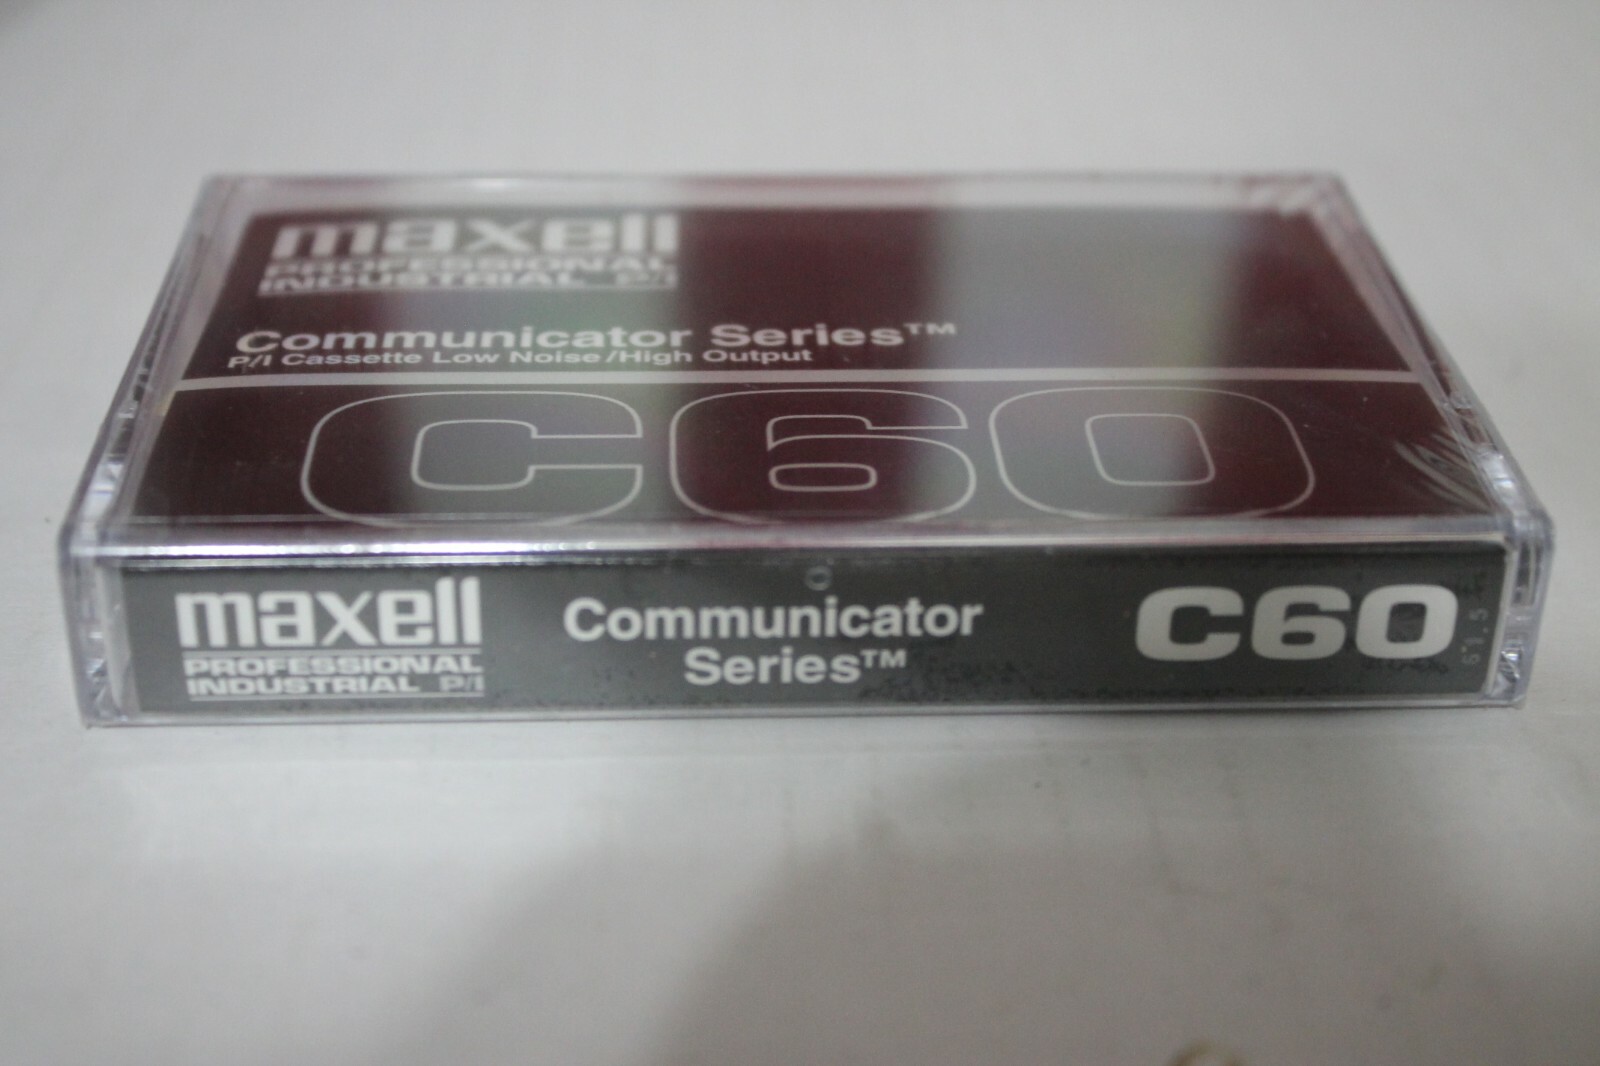 maxell
PROFESSIONAL
INDUSTRIAL P/I
Communicator Series™
P/I Cassette Low Noise/High Output
C60
maxell
PROFESSIONAL
INDUSTRIAL P/I
Communicator
Series™
C60